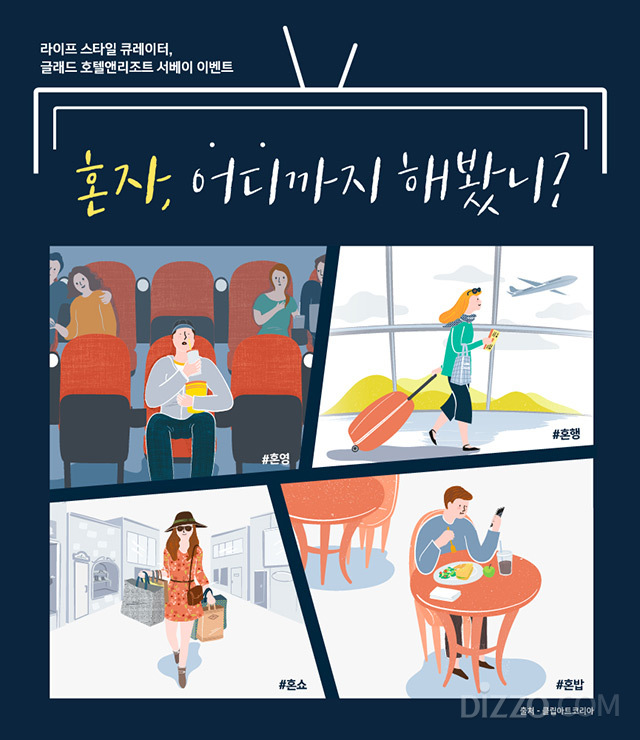 라이프 스타일 큐레이터,
글래드 호텔앤리조트 서베이 이벤트
혼자, 어디까지 해봤니?
#혼영
#혼행
#혼쇼
#혼밥
DIZZO.COM
출처 - 클립아트코리아